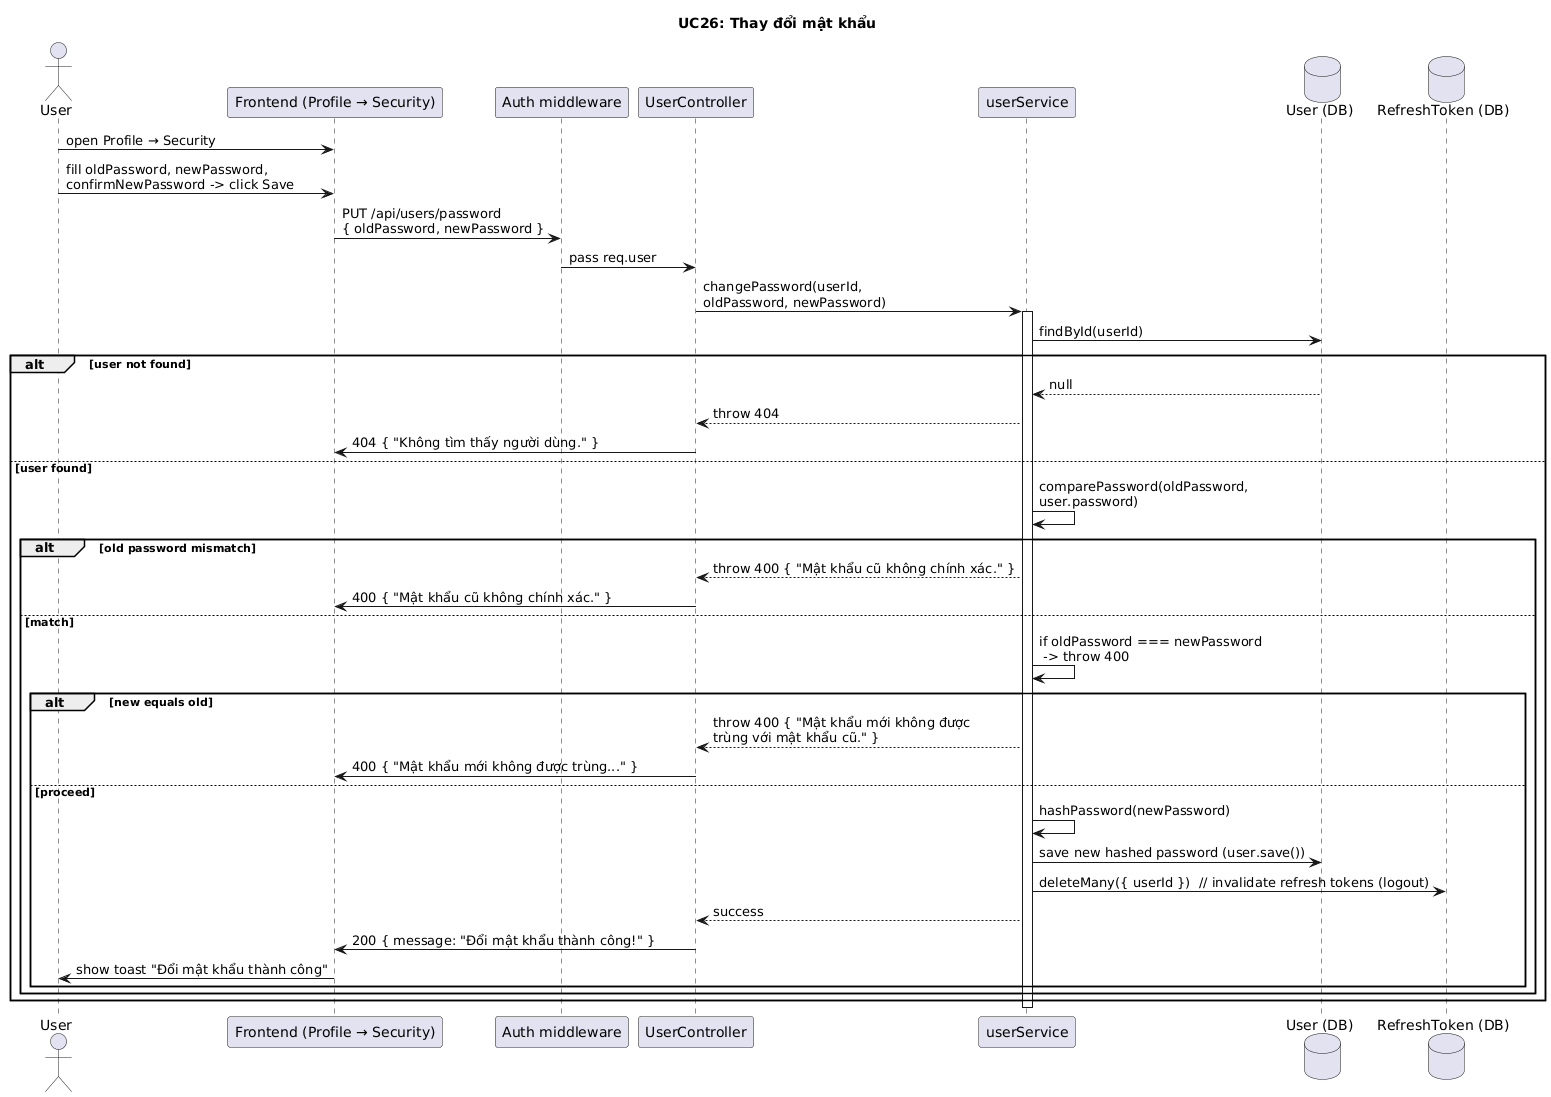 UC26: Thay đổi mật khẩu
User
Frontend (Profile → Security)
Auth middleware
UserController
userService
User (DB)
RefreshToken (DB)
open Profile → Security
fill oldPassword, newPassword,
confirmNewPassword -> click Save
PUT /api/users/password
{ oldPassword, newPassword }
pass req.user
changePassword(userId,
oldPassword, newPassword)
findById(userId)
alt [user not found]
null
throw 404
404 { "Không tìm thấy người dùng." }
[user found]
comparePassword(oldPassword,
user.password)
alt [old password mismatch]
throw 400 { "Mật khẩu cũ không chính xác." }
400 { "Mật khẩu cũ không chính xác." }
[match]
if oldPassword === newPassword
-> throw 400
alt [new equals old]
throw 400 { "Mật khẩu mới không được
trùng với mật khẩu cũ." }
400 { "Mật khẩu mới không được trùng..." }
[proceed]
hashPassword(newPassword)
save new hashed password (user.save())
deleteMany({ userId }) // invalidate refresh tokens (logout)
success
200 { message: "Đổi mật khẩu thành công!" }
show toast "Đổi mật khẩu thành công"
User
Frontend (Profile → Security)
Auth middleware
UserController
userService
User (DB)
RefreshToken (DB)